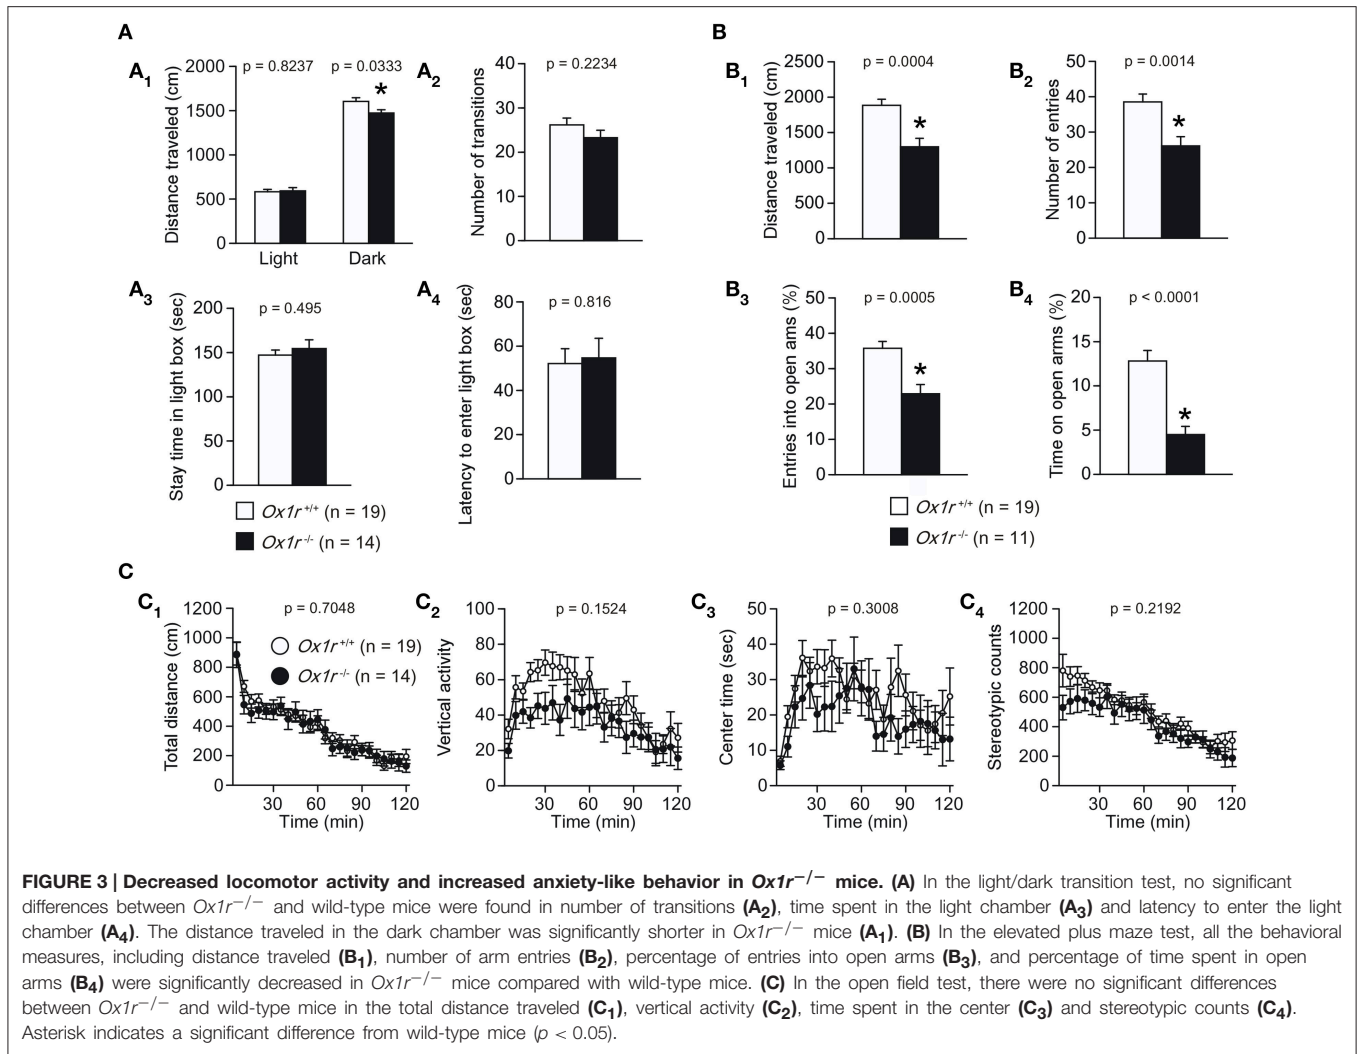 A
A1
Distance traveled (cm)
2000
1500
1000
500
0
p = 0.8237
p = 0.0333
*
Light
Dark
A2
Number of transitions
40
30
20
10
0
p = 0.2234
B
B1
Distance traveled (cm)
2500
2000
1500
1000
500
0
p = 0.0004
*
B2
Number of entries
50
40
30
20
10
0
p = 0.0014
*
A3
Stay time in light box (sec)
200
150
100
50
0
p = 0.495
Ox1r+/+ (n = 19)
Ox1r-/- (n = 14)
A4
Latency to enter light box (sec)
80
60
40
20
0
p = 0.816
B3
Entries into open ams (%)
50
40
30
20
10
0
p = 0.0005
*
B4
Time on open arms (%)
20
15
10
5
0
p < 0.0001
*
Ox1r+/+ (n = 19)
Ox1r-/- (n = 11)
C
C1
Total distance (cm)
1200
1000
800
600
400
200
0
p = 0.7048
Ox1r+/+ (n = 19)
Ox1r-/- (n = 14)
30 60 90 120
Time (min)
C2
Vertical activity
100
80
60
40
20
0
p = 0.1524
30 60 90 120
Time (min)
C3
Center time (sec)
50
40
30
20
10
0
p = 0.3008
30 60 90 120
Time (min)
C4
Stereotypic counts
1200
1000
800
600
400
200
0
p = 0.2192
30 60 90 120
Time (min)
FIGURE 3 | Decreased locomotor activity and increased anxiety-like behavior in Ox1r−/− mice. (A) In the light/dark transition test, no significant
differences between Ox1r−/− and wild-type mice were found in number of transitions (A2), time spent in the light chamber (A3) and latency to enter the light
chamber (A4). The distance traveled in the dark chamber was significantly shorter in Ox1r−/− mice (A1). (B) In the elevated plus maze test, all the behavioral
measures, including distance traveled (B1), number of arm entries (B2), percentage of entries into open arms (B3), and percentage of time spent in open
arms (B4) were significantly decreased in Ox1r−/− mice compared with wild-type mice. (C) In the open field test, there were no significant differences
between Ox1r−/− and wild-type mice in the total distance traveled (C1), vertical activity (C2), time spent in the center (C3) and stereotypic counts (C4).
Asterisk indicates a significant difference from wild-type mice (p < 0.05).